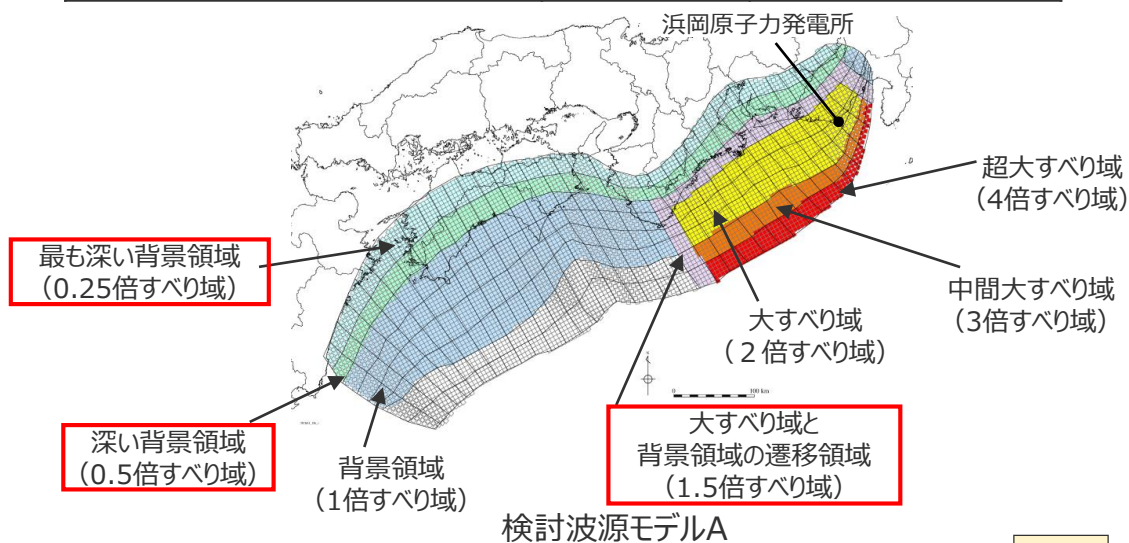 浜岡原子力発電所
超大すべり域
（4倍すべり域）
最も深い背景領域
（0.25倍すべり域）
中間大すべり域
（3倍すべり域）
大すべり域
（２倍すべり域）
0 100 km
深い背景領域
（0.5倍すべり域）
背景領域
（1倍すべり域）
大すべり域と
背景領域の遷移領域
（1.5倍すべり域）
検討波源モデルA